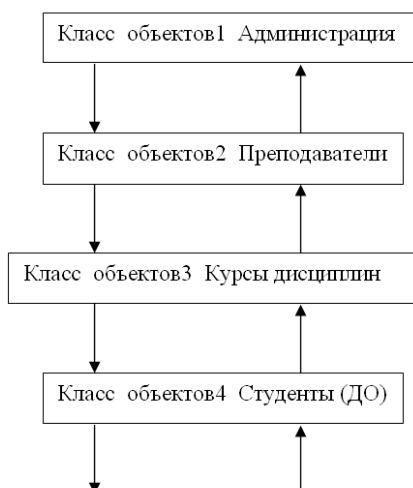 Класс объектов1 Администрация
Класс объектов2 Преподаватели
Класс объектов3 Курсы дисциплин
Класс объектов4 Студенты (ДО)